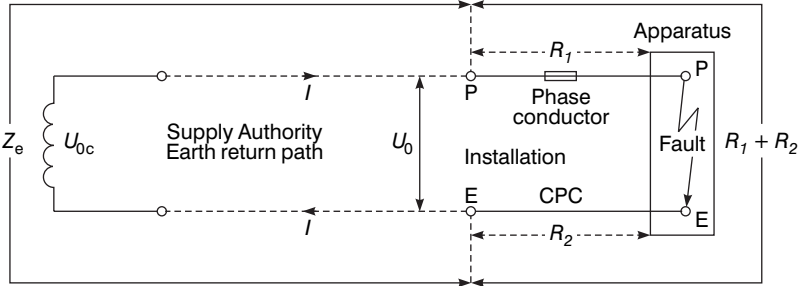 Apparatus
R1
P
P
I
Phase
conductor
Ze
U0c
Supply Authority
Earth return path
U0
Fault
R1 + R2
Installation
E
CPC
E
I
R2